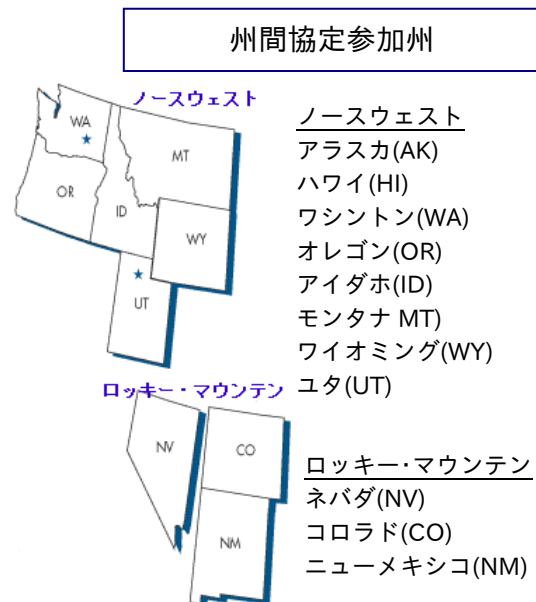 州間協定参加州
ノースウェスト
WA
MT
OR
ID
WY
UT
ノースウェスト
アラスカ(AK)
ハワイ(HI)
ワシントン(WA)
オレゴン(OR)
アイダホ(ID)
モンタナ MT)
ワイオミング(WY)
ユタ(UT)
ロッキー・マウンテン
NV
CO
NM
ロッキー・マウンテン
ネバダ(NV)
コロラド(CO)
ニューメキシコ(NM)